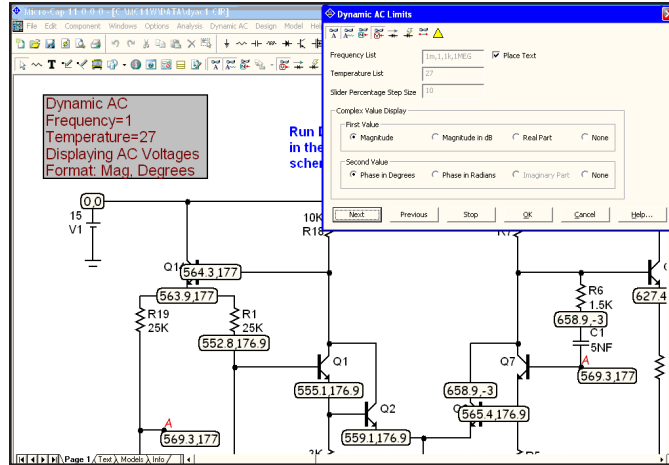 Micro-Cap 11.0.0.0 - [C:\MC11W\DATA\dyac1.CIR]
File Edit Component Windows Options Analysis Dynamic AC Design Model Hel
Dynamic AC Limits
Frequency List 1m,1,1k,1MEG Place Text
Temperature List 27
Slider Percentage Step Size 10
Complex Value Display
First Value
Magnitude Magnitude in dB Real Part None
Second Value
Phase in Degrees Phase in Radians Imaginary Part None
Next Previous Stop OK Cancel Help...
Dynamic AC
Frequency=1
Temperature=27
Displaying AC Voltages
Format: Mag, Degrees
Run
in the
scher
0,0
15
V1
10K
R18
R7
Q1
564.3,177
563.9,177
R19
25K
R1
25K
552.8,176.9
Q1
555.1,176.9
Q2
559.1,176.9
A
569.3,177
658.9,-3
565.4,176.9
Q7
R6
1.5K
658.9,-3
C1
5NF
A
569.3,177
627.4
3K
R5
Page 1 Text Models Info